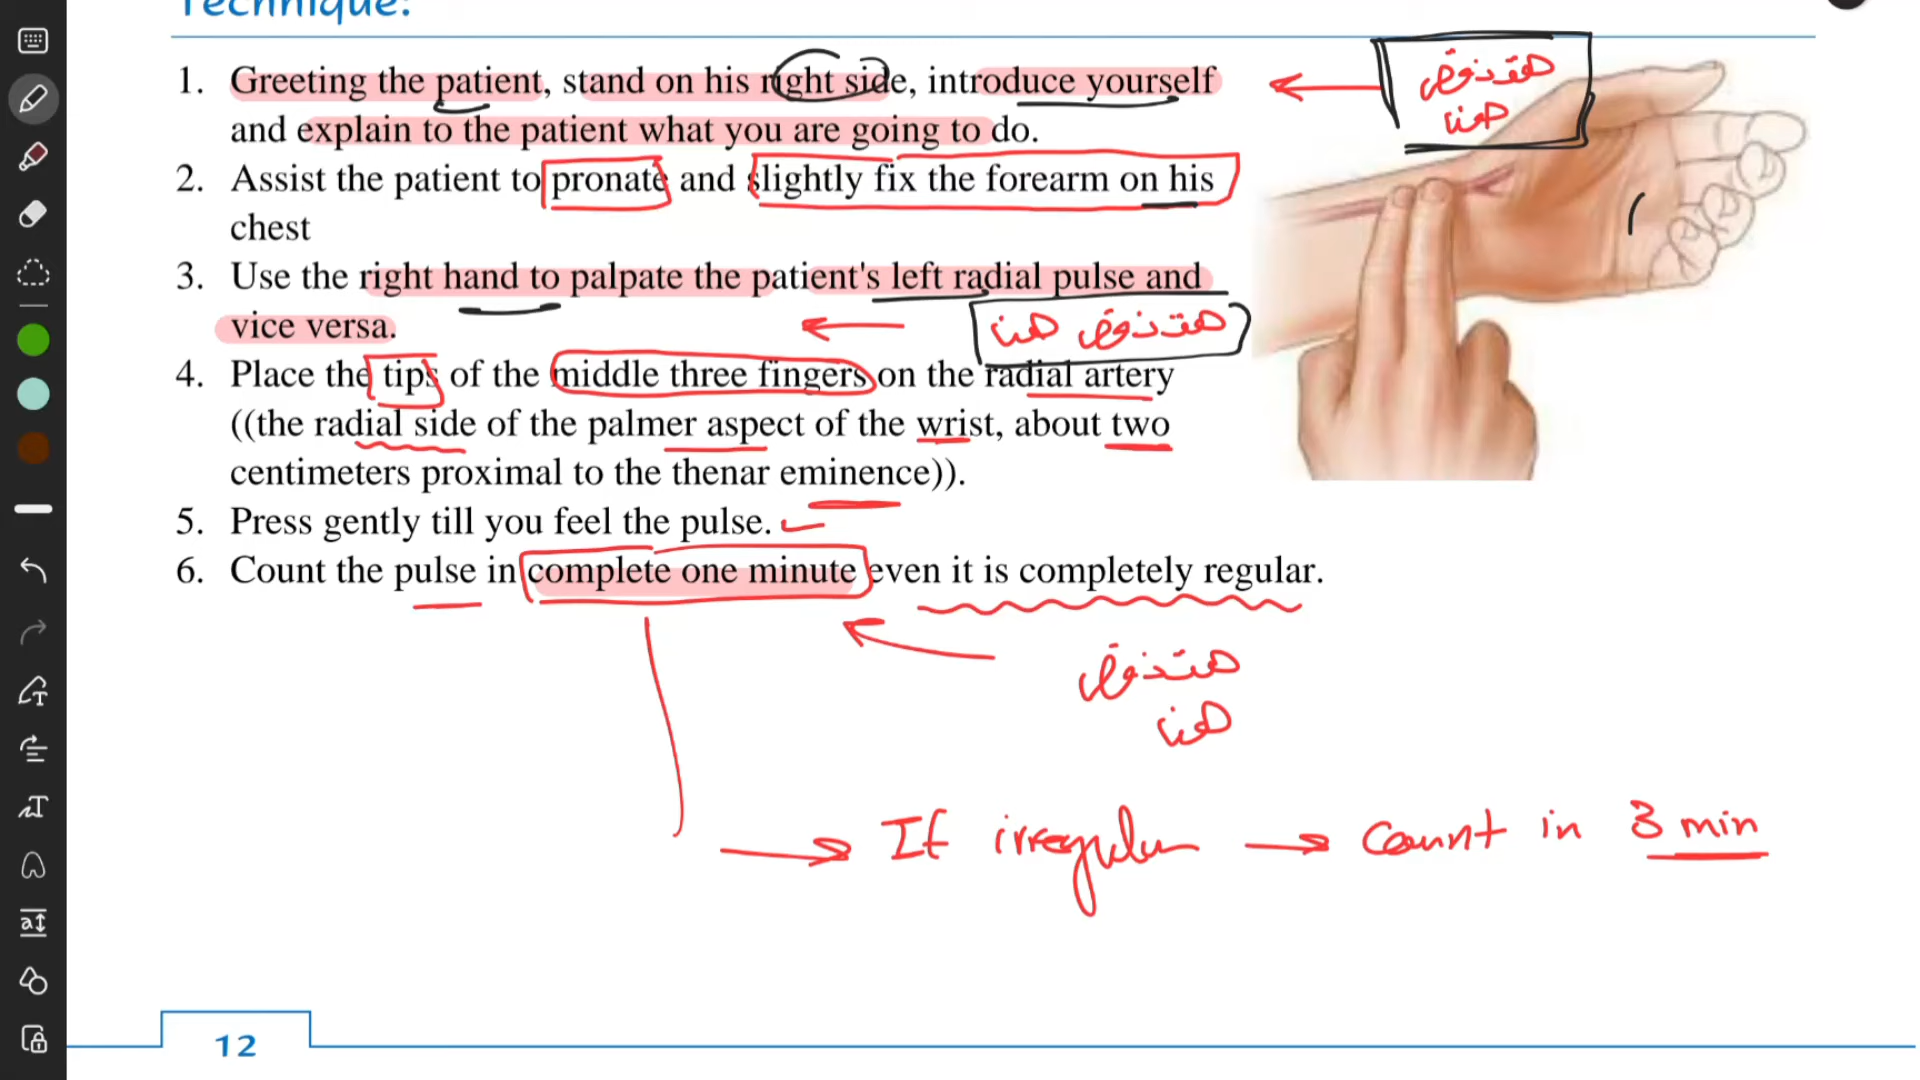 Technique:
1. Greeting the patient, stand on his right side, introduce yourself
and explain to the patient what you are going to do.
هتنقص
هنا
2. Assist the patient to pronate and slightly fix the forearm on his
chest
3. Use the right hand to palpate the patient's left radial pulse and
vice versa.
هتنقص هنا
4. Place the tips of the middle three fingers on the radial artery
((the radial side of the palmer aspect of the wrist, about two
centimeters proximal to the thenar eminence)).
5. Press gently till you feel the pulse.
6. Count the pulse in complete one minute even it is completely regular.
هتنقص
هنا
If irregular → Count in 3 min
12